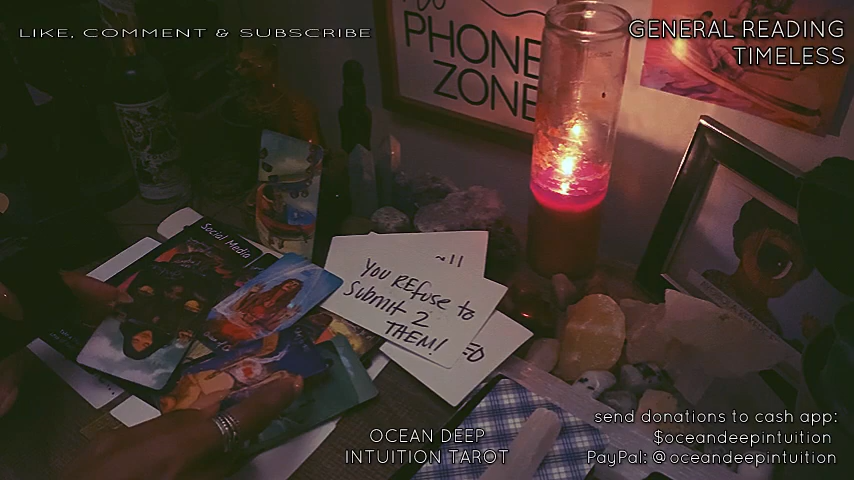 LIKE, COMMENT & SUBSCRIBE
PHONE
ZONE
GENERAL READING
TIMELESS
Social Media
YOU REFUSE to
Submit 2
THEM!
OCEAN DEEP
INTUITION TAROT
send donations to cash app:
$oceandeepintuition
PayPal: @oceandeepintuition